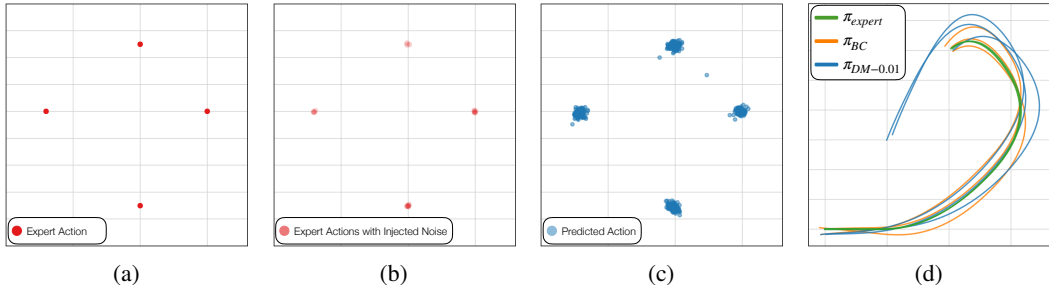 Expert Action
Expert Actions with Injected Noise
Predicted Action
π_expert
π_BC
π_DM−0.01
(a)
(b)
(c)
(d)